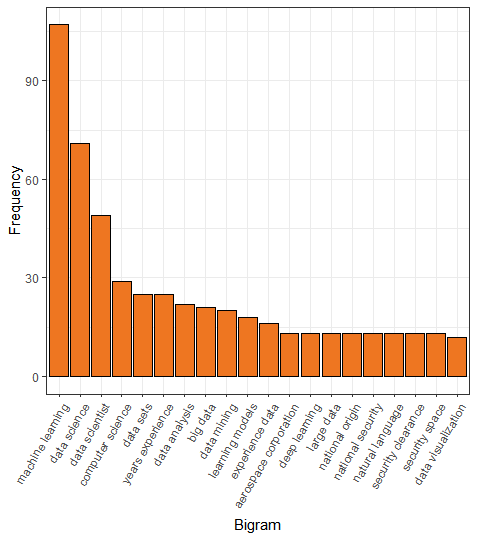 Frequency
90
60
30
0
machine learning
data science
data scientist
computer science
data sets
years experience
data analysis
big data
data mining
learning models
experience data
aerospace corporation
deep learning
large data
national origin
national security
natural language
security clearance
security space
data visualization
Bigram